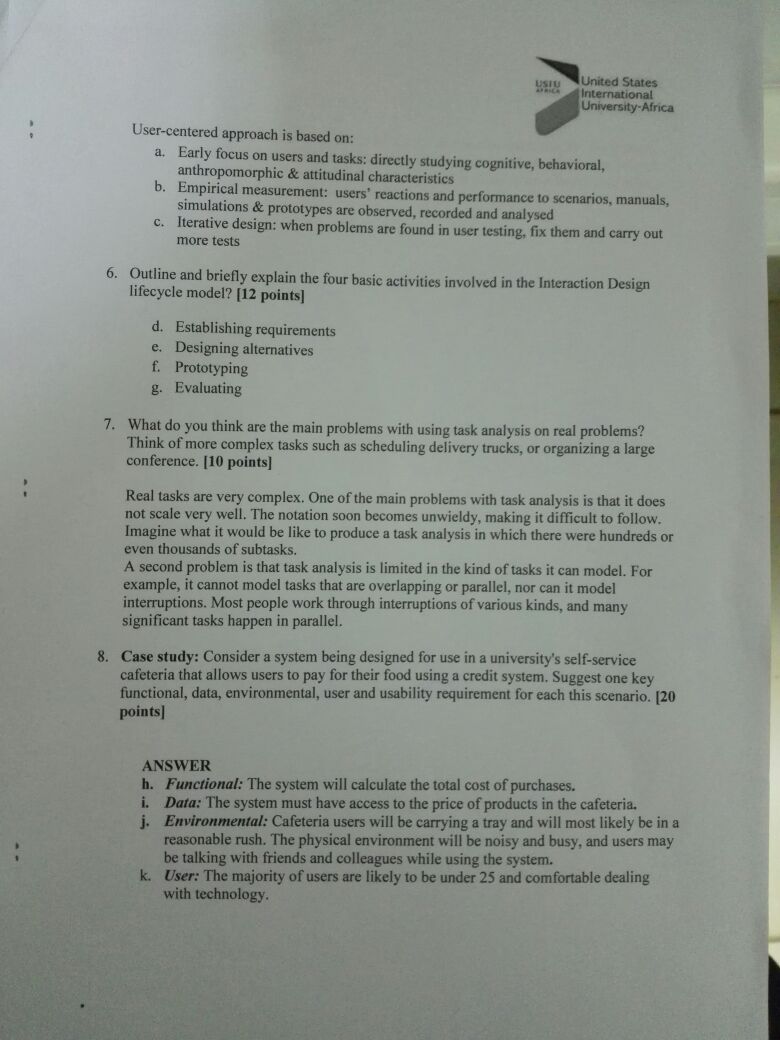 USIU
AFRICA
United States
International
University-Africa
User-centered approach is based on:
a. Early focus on users and tasks: directly studying cognitive, behavioral,
anthropomorphic & attitudinal characteristics
b. Empirical measurement: users' reactions and performance to scenarios, manuals,
simulations & prototypes are observed, recorded and analysed
c. Iterative design: when problems are found in user testing, fix them and carry out
more tests
6. Outline and briefly explain the four basic activities involved in the Interaction Design
lifecycle model? [12 points]
d. Establishing requirements
e. Designing alternatives
f. Prototyping
g. Evaluating
7. What do you think are the main problems with using task analysis on real problems?
Think of more complex tasks such as scheduling delivery trucks, or organizing a large
conference. [10 points]
Real tasks are very complex. One of the main problems with task analysis is that it does
not scale very well. The notation soon becomes unwieldy, making it difficult to follow.
Imagine what it would be like to produce a task analysis in which there were hundreds or
even thousands of subtasks.
A second problem is that task analysis is limited in the kind of tasks it can model. For
example, it cannot model tasks that are overlapping or parallel, nor can it model
interruptions. Most people work through interruptions of various kinds, and many
significant tasks happen in parallel.
8. Case study: Consider a system being designed for use in a university's self-service
cafeteria that allows users to pay for their food using a credit system. Suggest one key
functional, data, environmental, user and usability requirement for each this scenario. [20
points]
ANSWER
h. Functional: The system will calculate the total cost of purchases.
i. Data: The system must have access to the price of products in the cafeteria.
j. Environmental: Cafeteria users will be carrying a tray and will most likely be in a
reasonable rush. The physical environment will be noisy and busy, and users may
be talking with friends and colleagues while using the system.
k. User: The majority of users are likely to be under 25 and comfortable dealing
with technology.